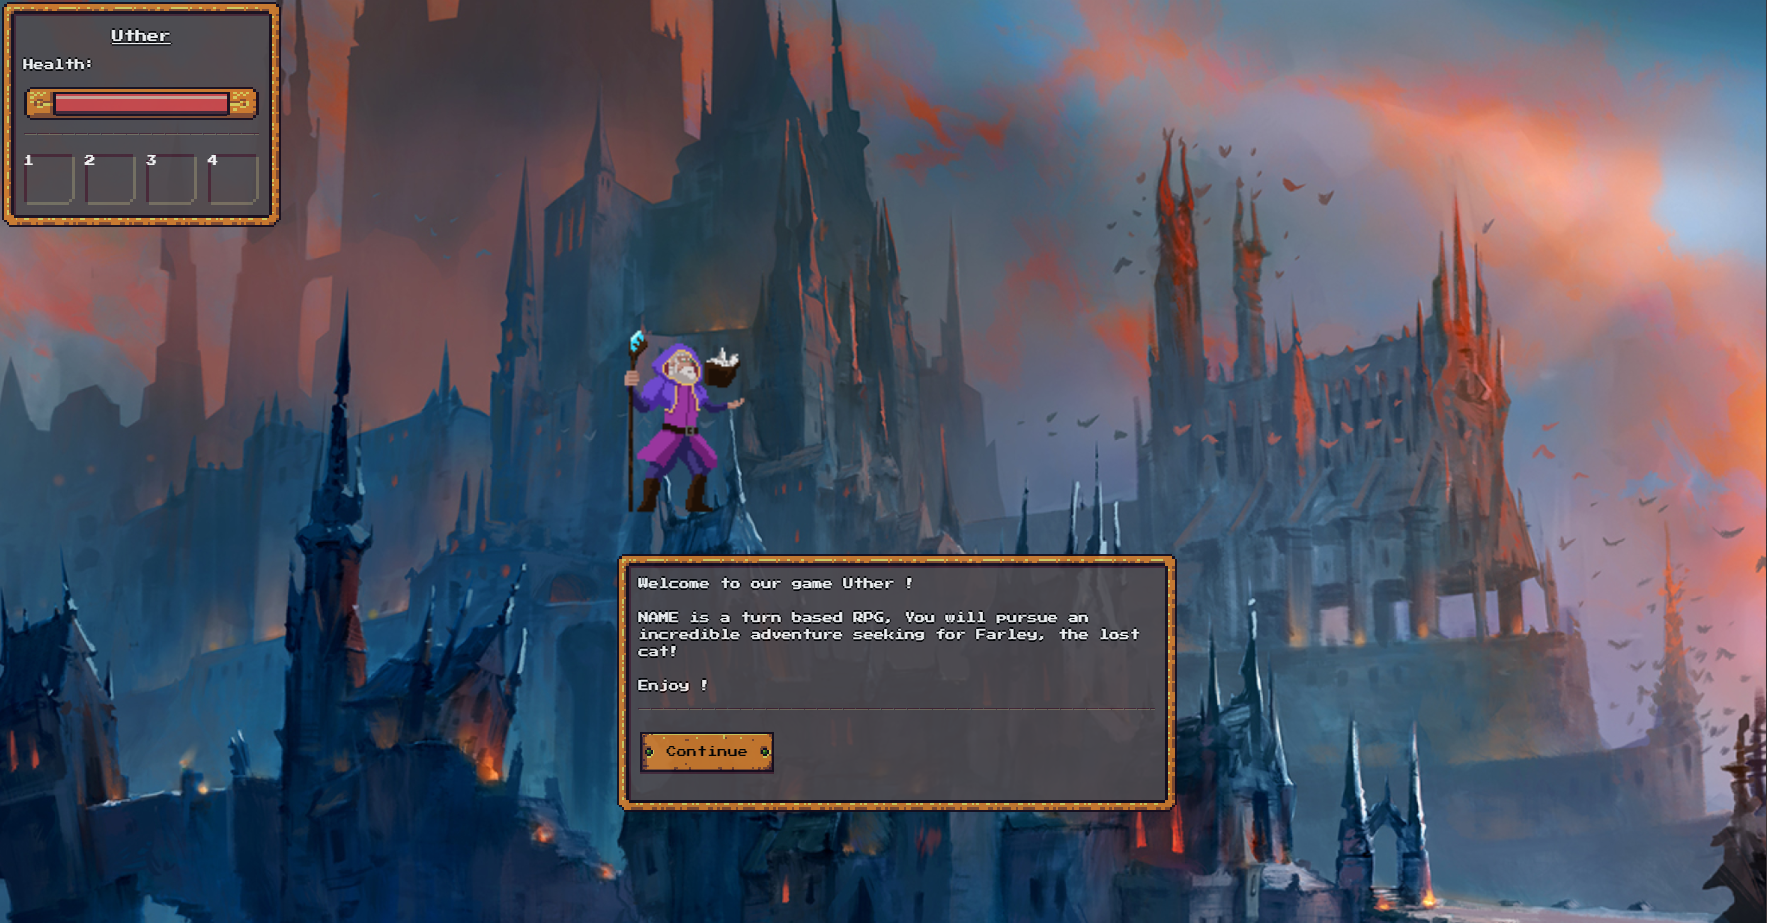 Uther
Health:
1 2 3 4
Welcome to our game Uther !
NAME is a turn based RPG, You will pursue an
incredible adventure seeking for Farley, the lost
cat!
Enjoy !
Continue